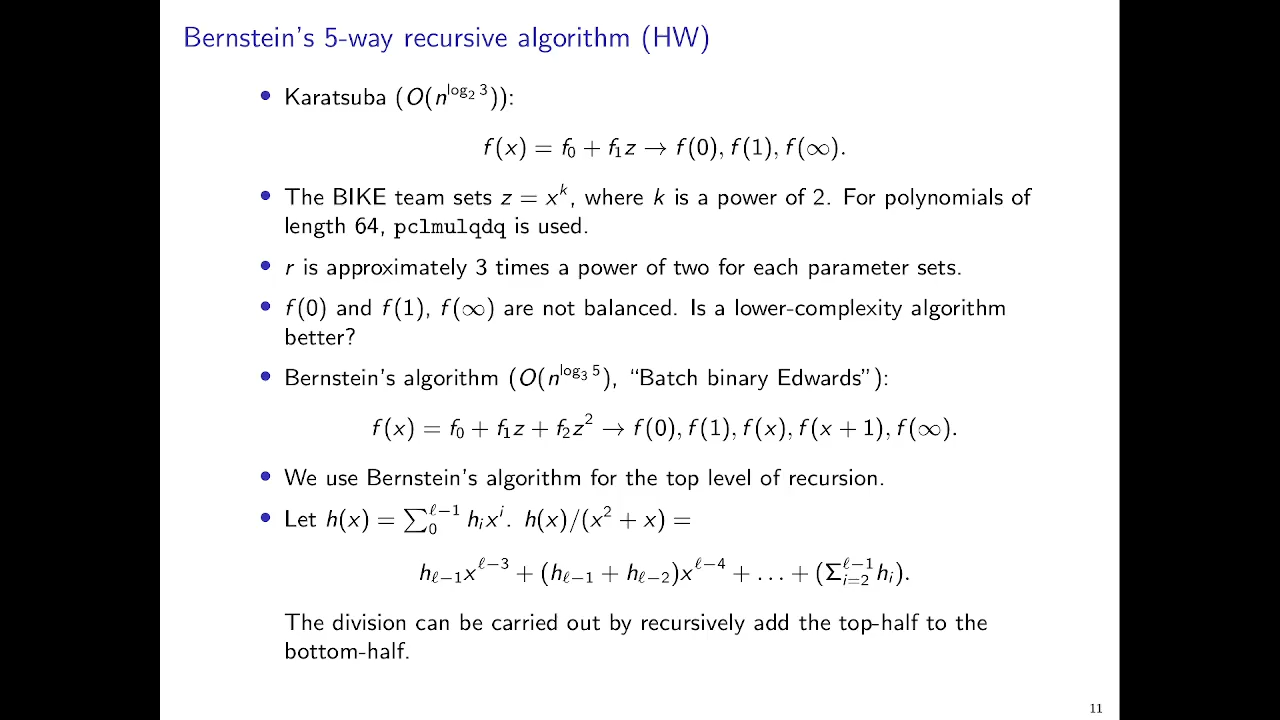 Bernstein's 5-way recursive algorithm (HW)
• Karatsuba (O(n^{log_2 3})):
f(x) = f_0 + f_1z → f(0), f(1), f(∞).
• The BIKE team sets z = x^k, where k is a power of 2. For polynomials of
length 64, pclmulqdq is used.
• r is approximately 3 times a power of two for each parameter sets.
• f(0) and f(1), f(∞) are not balanced. Is a lower-complexity algorithm
better?
• Bernstein's algorithm (O(n^{log_3 5}), “Batch binary Edwards”):
f(x) = f_0 + f_1z + f_2z^2 → f(0), f(1), f(x), f(x + 1), f(∞).
• We use Bernstein's algorithm for the top level of recursion.
• Let h(x) = ∑_0^{ℓ−1} h_i x^i. h(x)/(x^2 + x) =
h_{ℓ−1}x^{ℓ−3} + (h_{ℓ−1} + h_{ℓ−2})x^{ℓ−4} + . . . + (Σ_{i=2}^{ℓ−1} h_i).
The division can be carried out by recursively add the top-half to the
bottom-half.
11